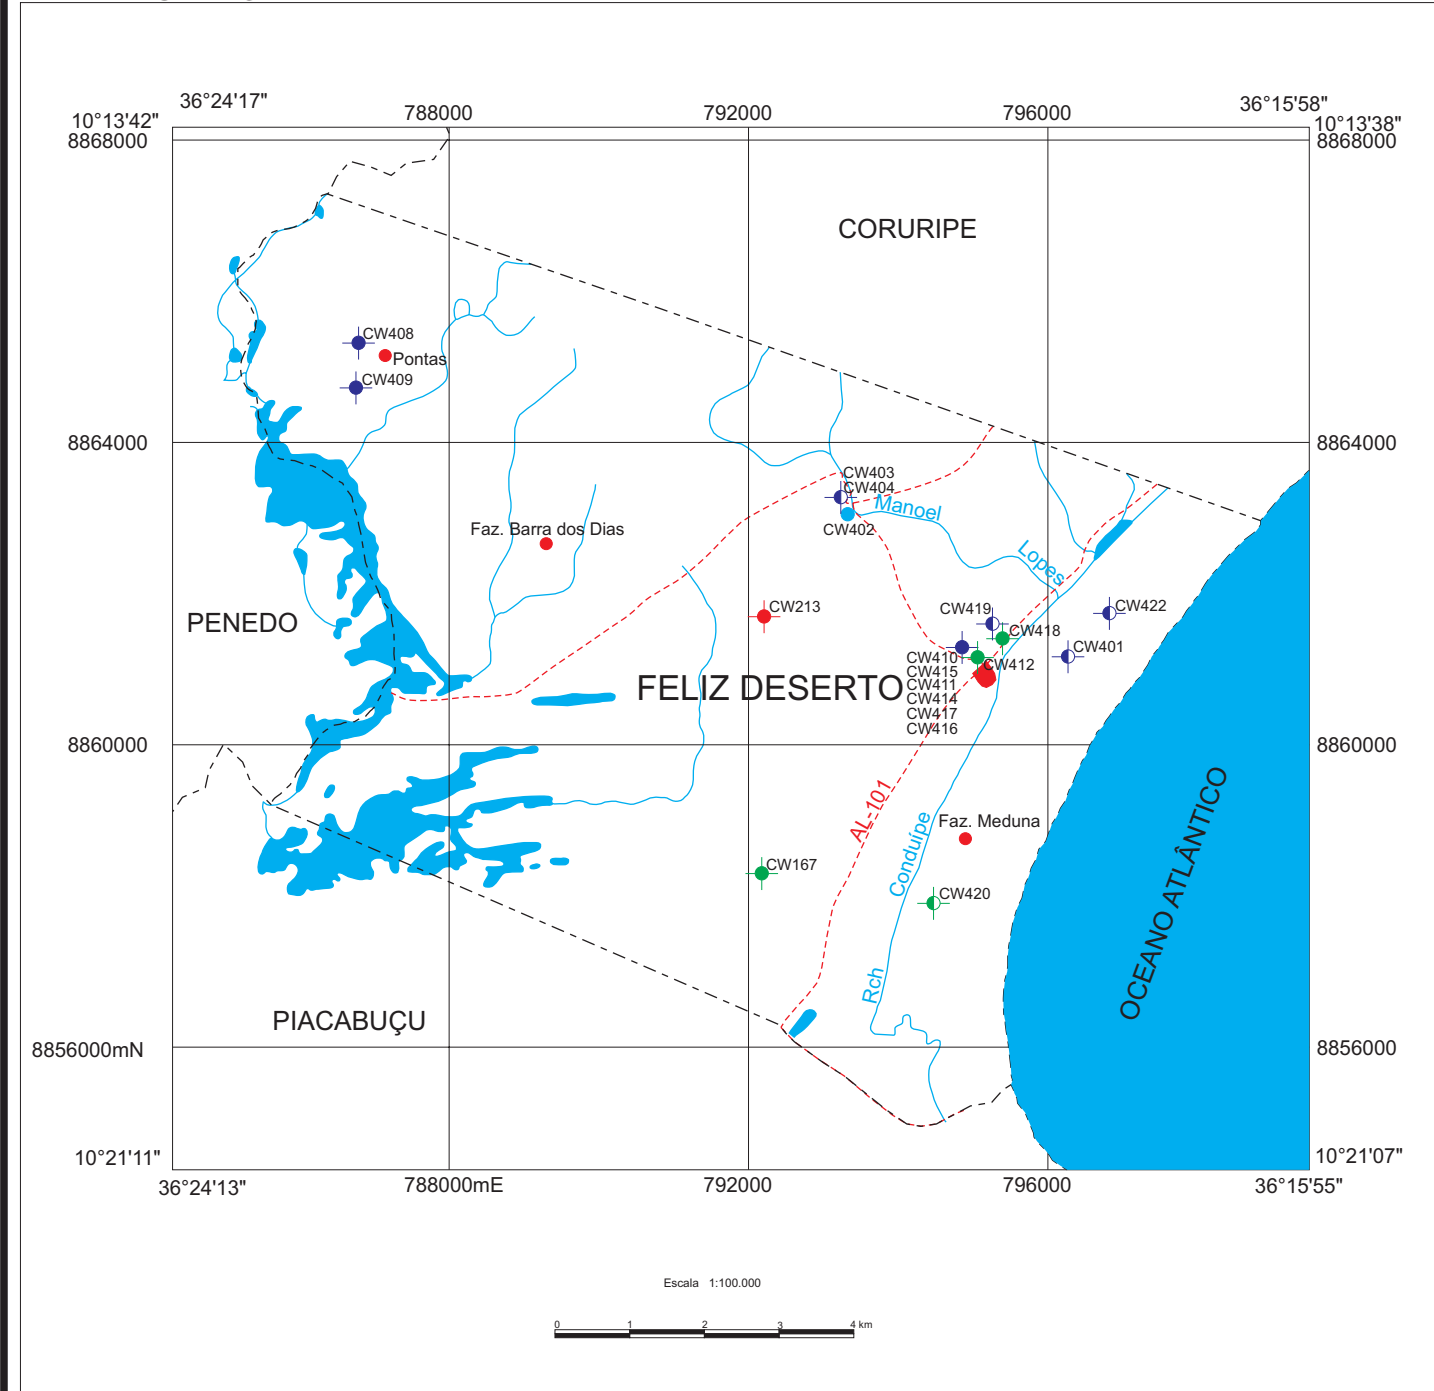 36°24'17"
788000
792000
796000
36°15'58"
10°13'42"
10°13'38"
8868000
8868000
CORURIPE
CW408
Pontas
CW409
8864000
8864000
CW403
CW404
Manoel
CW402
Faz. Barra dos Dias
Lopes
CW213
CW419
CW422
PENEDO
CW418
CW401
CW410
CW412
CW415
FELIZ DESERTO
CW411
CW414
CW417
CW416
8860000
8860000
AL-101
Conduípe
Faz. Meduna
OCEANO ATLÂNTICO
CW167
CW420
Rch
PIACABUÇU
8856000mN
8856000
10°21'11"
10°21'07"
36°24'13"
788000mE
792000
796000
36°15'55"
Escala 1:100.000
0 1 2 3 4 km